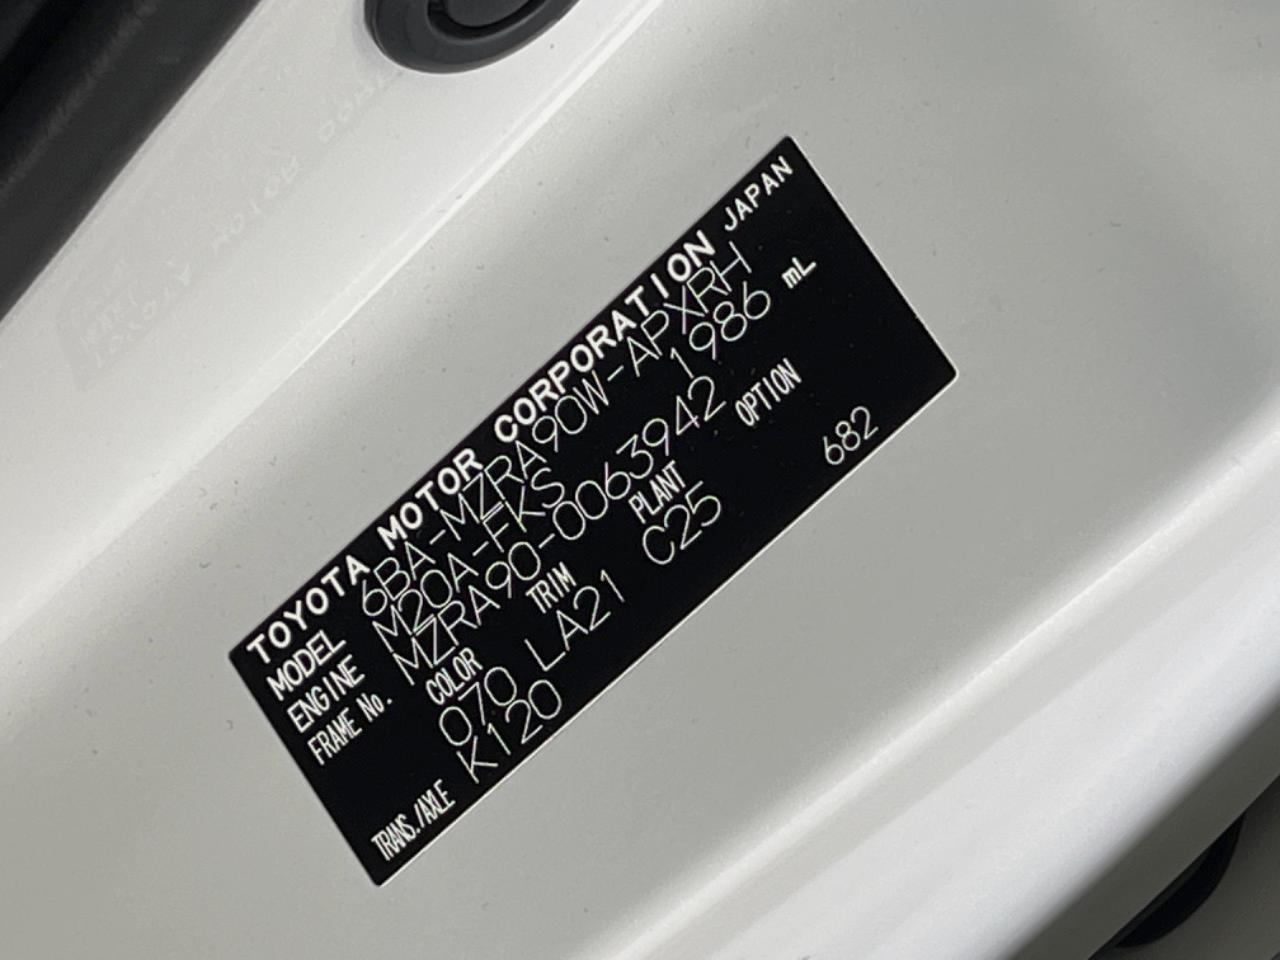 TOYOTA MOTOR CORPORATION JAPAN
MODEL 6BA-MZRA90W-APXRH
ENGINE M20A-FKS 1986 mL
FRAME No. MZRA90-0063942
COLOR TRIM PLANT OPTION
070 LA21 C25 682
TRANS./AXLE K120